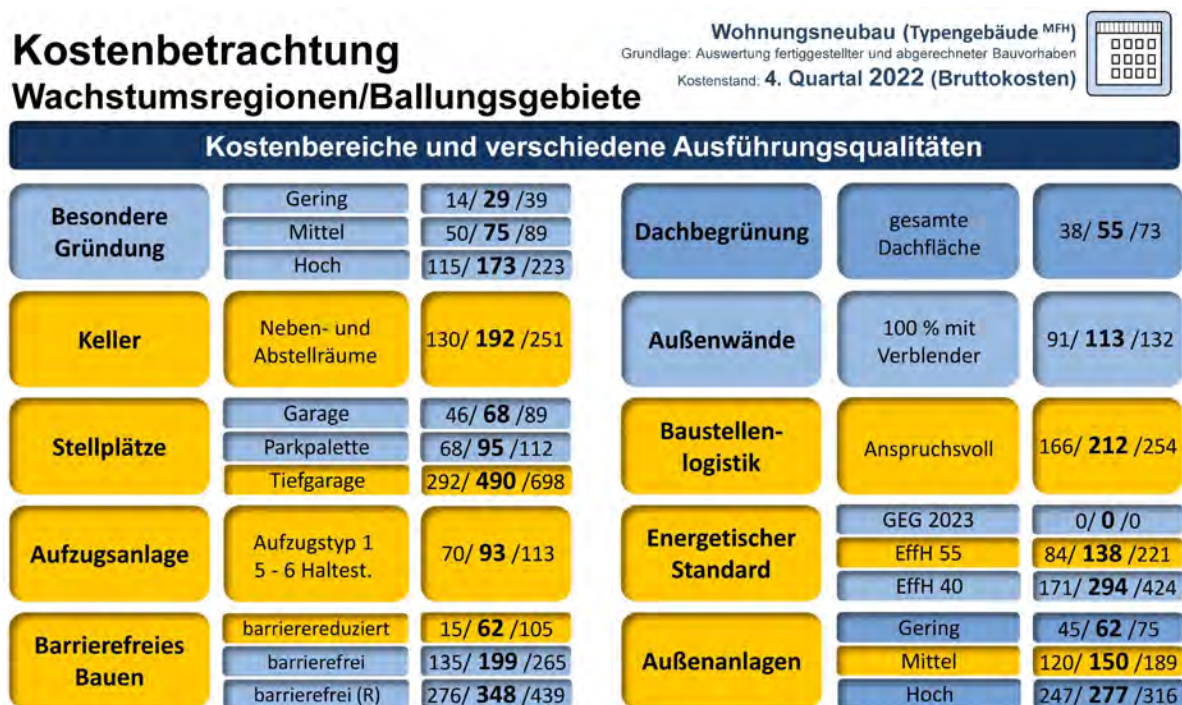 Kostenbetrachtung
Wachstumsregionen/Ballungsgebiete
Wohnungsneubau (Typengebäude MFH)
Grundlage: Auswertung fertiggestellter und abgerechneter Bauvorhaben
Kostenstand: 4. Quartal 2022 (Bruttokosten)
Kostenbereiche und verschiedene Ausführungsqualitäten
Besondere
Gründung
Gering
14/ 29 /39
Mittel
50/ 75 /89
Hoch
115/ 173 /223
Keller
Neben- und
Abstellräume
130/ 192 /251
Stellplätze
Garage
46/ 68 /89
Parkpalette
68/ 95 /112
Tiefgarage
292/ 490 /698
Aufzugsanlage
Aufzugstyp 1
5 - 6 Haltest.
70/ 93 /113
Barrierefreies
Bauen
barrierereduziert
15/ 62 /105
barrierefrei
135/ 199 /265
barrierefrei (R)
276/ 348 /439
Dachbegrünung
gesamte
Dachfläche
38/ 55 /73
Außenwände
100 % mit
Verblender
91/ 113 /132
Baustellen-
logistik
Anspruchsvoll
166/ 212 /254
Energetischer
Standard
GEG 2023
0/ 0 /0
EffH 55
84/ 138 /221
EffH 40
171/ 294 /424
Außenanlagen
Gering
45/ 62 /75
Mittel
120/ 150 /189
Hoch
247/ 277 /316